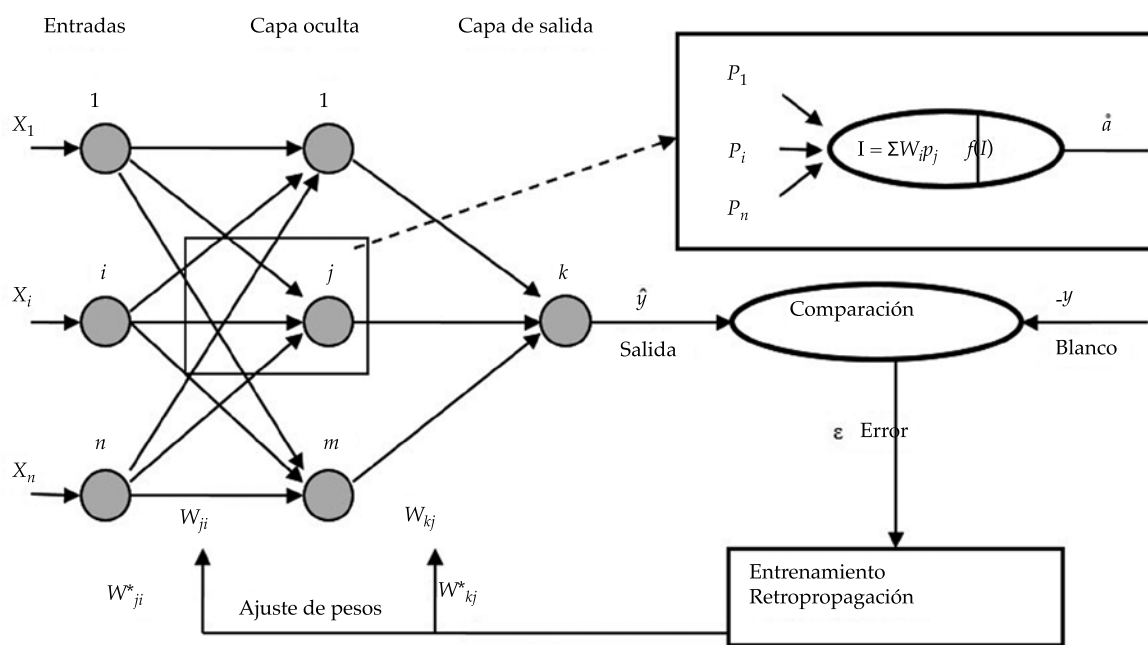 Entradas
Capa oculta
Capa de salida
1
1
X1
P1
Pi
Pn
I = ΣWipj
f(I)
å
i
j
k
Xi
ŷ
Salida
Comparación
-y
Blanco
n
m
Xn
ε Error
Wji
Wkj
W*ji
W*kj
Ajuste de pesos
Entrenamiento
Retropropagación